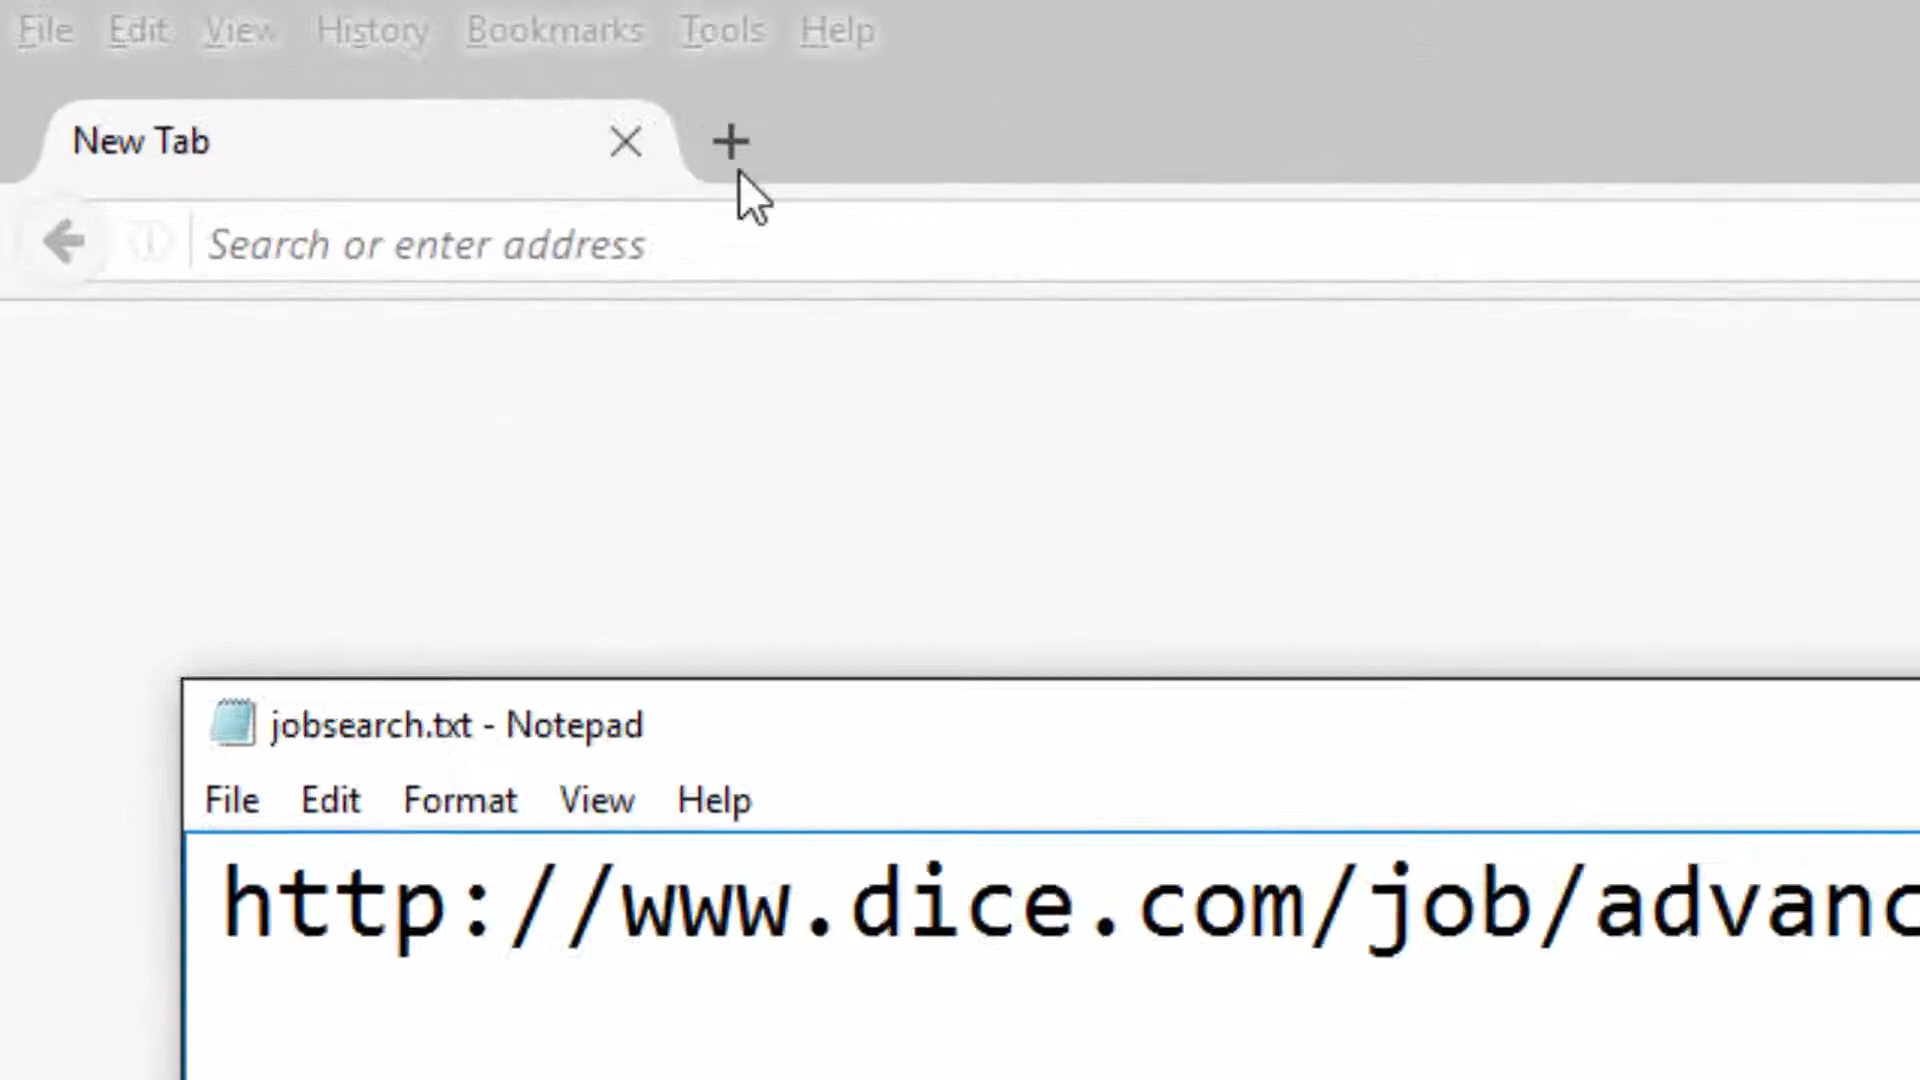 File Edit View History Bookmarks Tools Help
New Tab
Search or enter address
jobsearch.txt - Notepad
File Edit Format View Help
http://www.dice.com/job/advanc